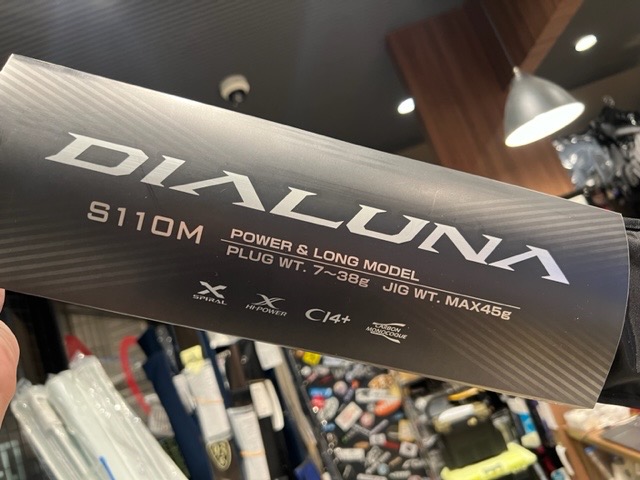 DIALUNA
S110M
POWER & LONG MODEL
PLUG WT. 7～38g JIG WT. MAX45g
X SPIRAL
X HI-POWER
CI4+
CARBON MONOCOQUE